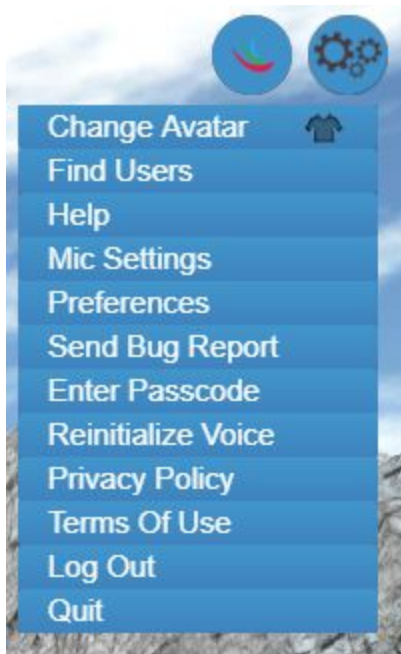 Change Avatar
Find Users
Help
Mic Settings
Preferences
Send Bug Report
Enter Passcode
Reinitialize Voice
Privacy Policy
Terms Of Use
Log Out
Quit